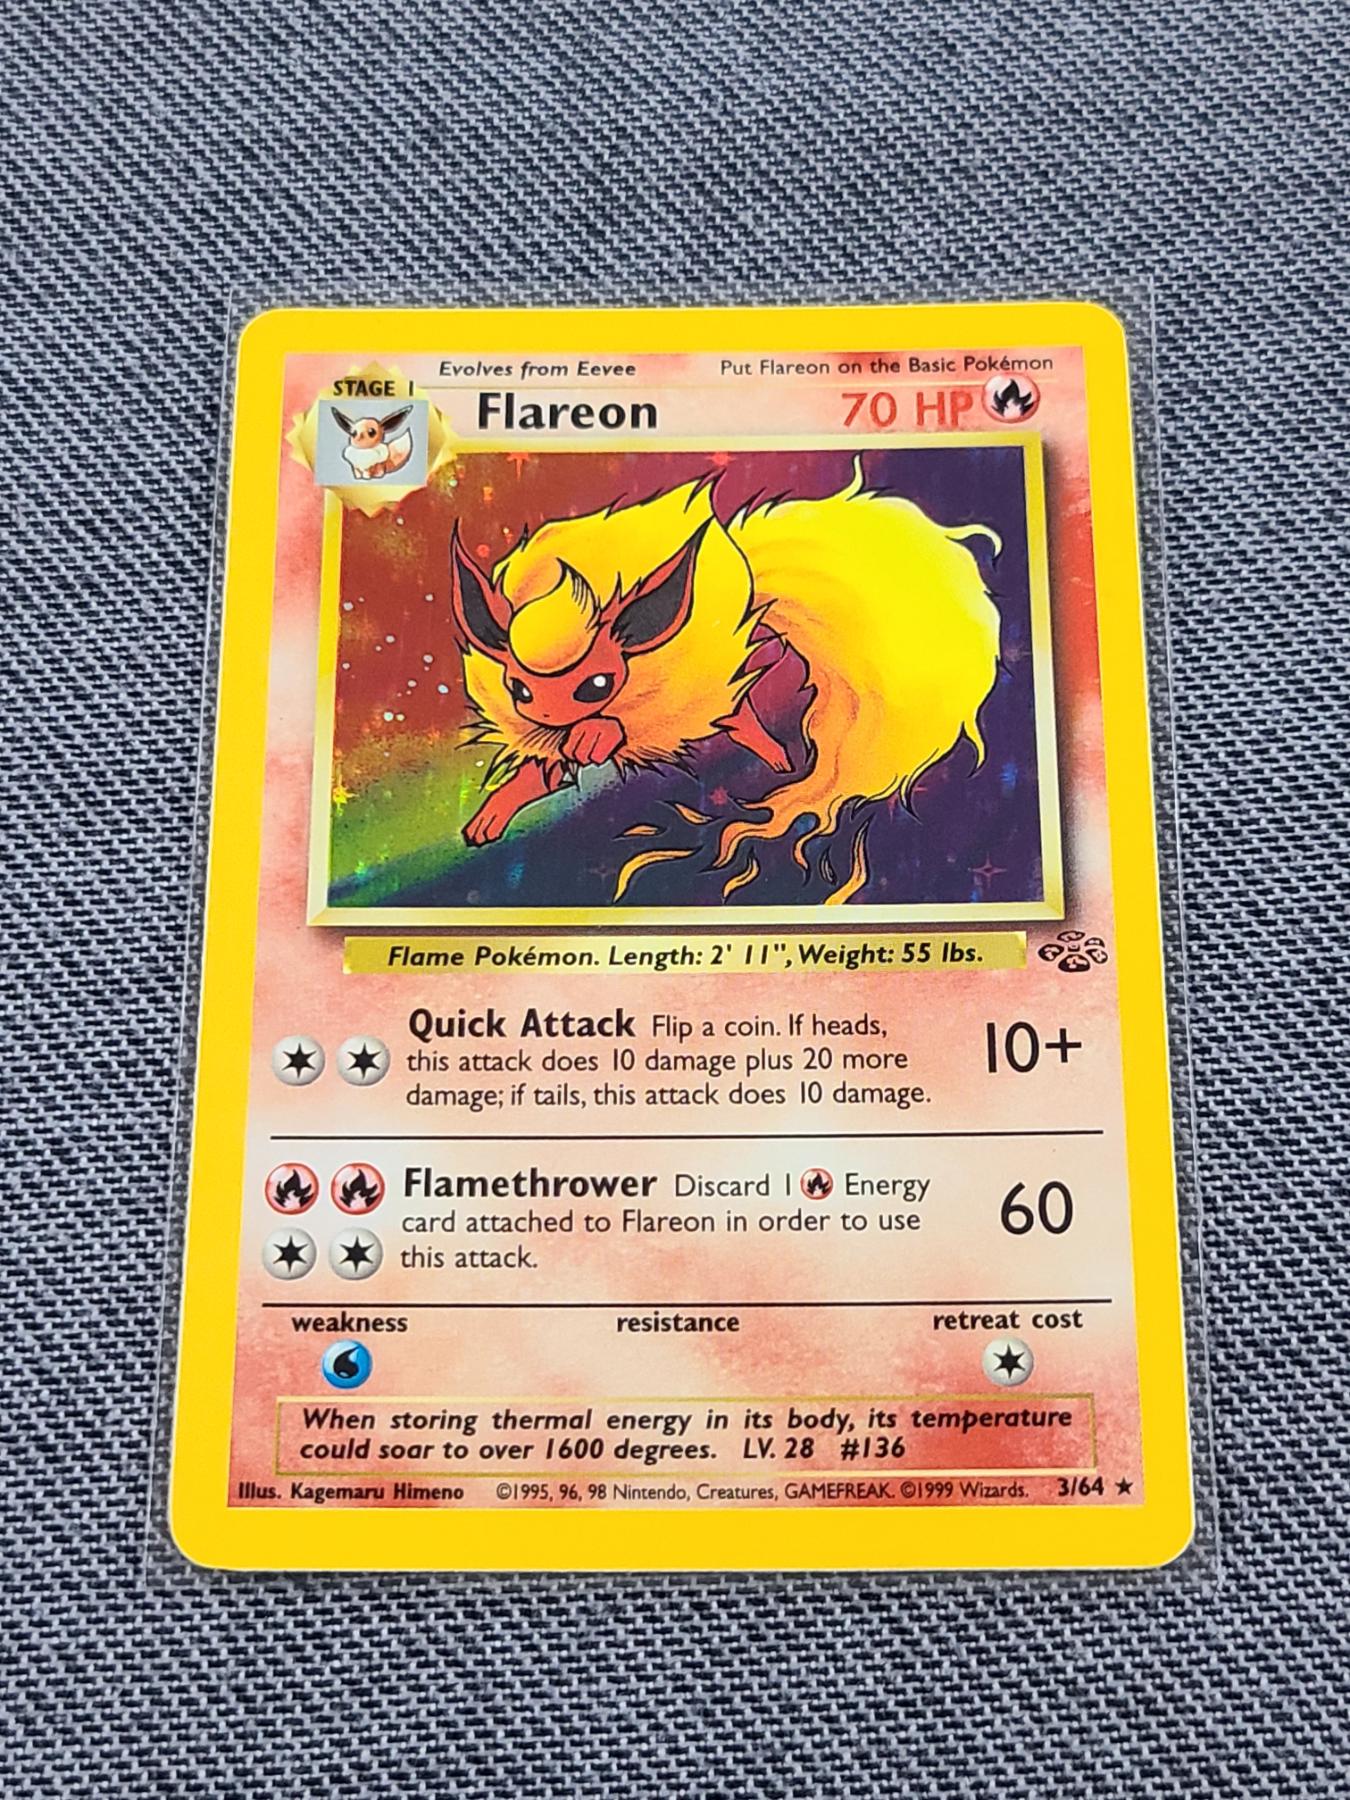 Evolves from Eevee Put Flareon on the Basic Pokémon
STAGE 1
Flareon 70 HP
Flame Pokémon. Length: 2' 11", Weight: 55 lbs.
Quick Attack Flip a coin. If heads,
this attack does 10 damage plus 20 more
damage; if tails, this attack does 10 damage.
10+
Flamethrower Discard 1 Energy
card attached to Flareon in order to use
this attack.
60
weakness resistance retreat cost
When storing thermal energy in its body, its temperature
could soar to over 1600 degrees. LV. 28 #136
Illus. Kagemaru Himeno ©1995, 96, 98 Nintendo, Creatures, GAMEFREAK. ©1999 Wizards. 3/64 ★